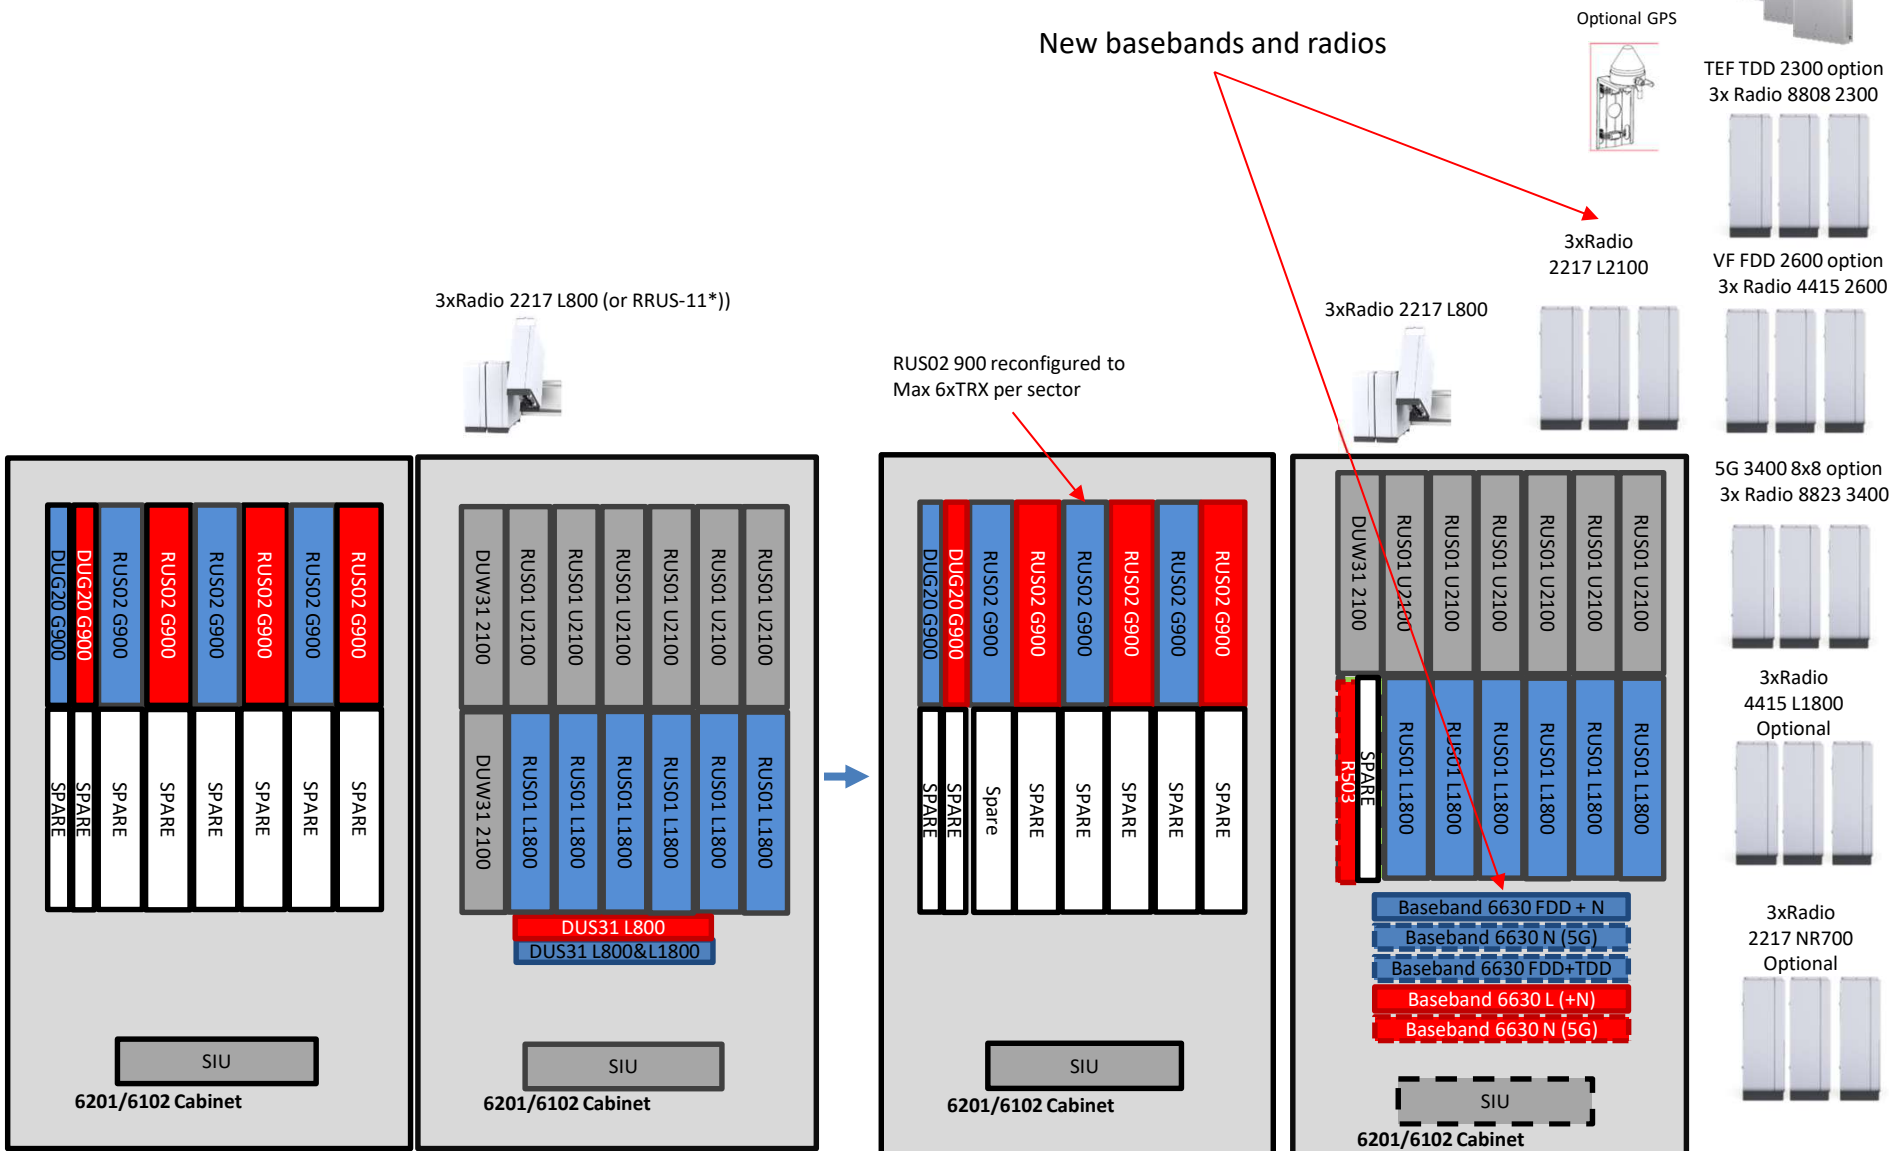 Optional GPS
New basebands and radios
TEF TDD 2300 option
3x Radio 8808 2300
3xRadio
2217 L2100
VF FDD 2600 option
3x Radio 4415 2600
3xRadio 2217 L800 (or RRUS-11*))
3xRadio 2217 L800
RUS02 900 reconfigured to
Max 6xTRX per sector
5G 3400 8x8 option
3x Radio 8823 3400
3xRadio
4415 L1800
Optional
3xRadio
2217 NR700
Optional
DUG20 G900
DUG20 G900
RUS02 G900
RUS02 G900
RUS02 G900
RUS02 G900
RUS02 G900
RUS02 G900
SPARE
SPARE
SPARE
SPARE
SPARE
SPARE
SPARE
SPARE
SIU
6201/6102 Cabinet
DUW31 2100
RUS01 U2100
RUS01 U2100
RUS01 U2100
RUS01 U2100
RUS01 U2100
RUS01 U2100
DUW31 2100
RUS01 L1800
RUS01 L1800
RUS01 L1800
RUS01 L1800
RUS01 L1800
RUS01 L1800
DUS31 L800
DUS31 L800&L1800
SIU
6201/6102 Cabinet
DUG20 G900
DUG20 G900
RUS02 G900
RUS02 G900
RUS02 G900
RUS02 G900
RUS02 G900
RUS02 G900
SPARE
SPARE
Spare
SPARE
SPARE
SPARE
SPARE
SPARE
SIU
6201/6102 Cabinet
DUW31 2100
RUS01 U2100
RUS01 U2100
RUS01 U2100
RUS01 U2100
RUS01 U2100
RUS01 U2100
R503
SPARE
RUS01 L1800
RUS01 L1800
RUS01 L1800
RUS01 L1800
RUS01 L1800
RUS01 L1800
Baseband 6630 FDD + N
Baseband 6630 N (5G)
Baseband 6630 FDD+TDD
Baseband 6630 L (+N)
Baseband 6630 N (5G)
SIU
6201/6102 Cabinet